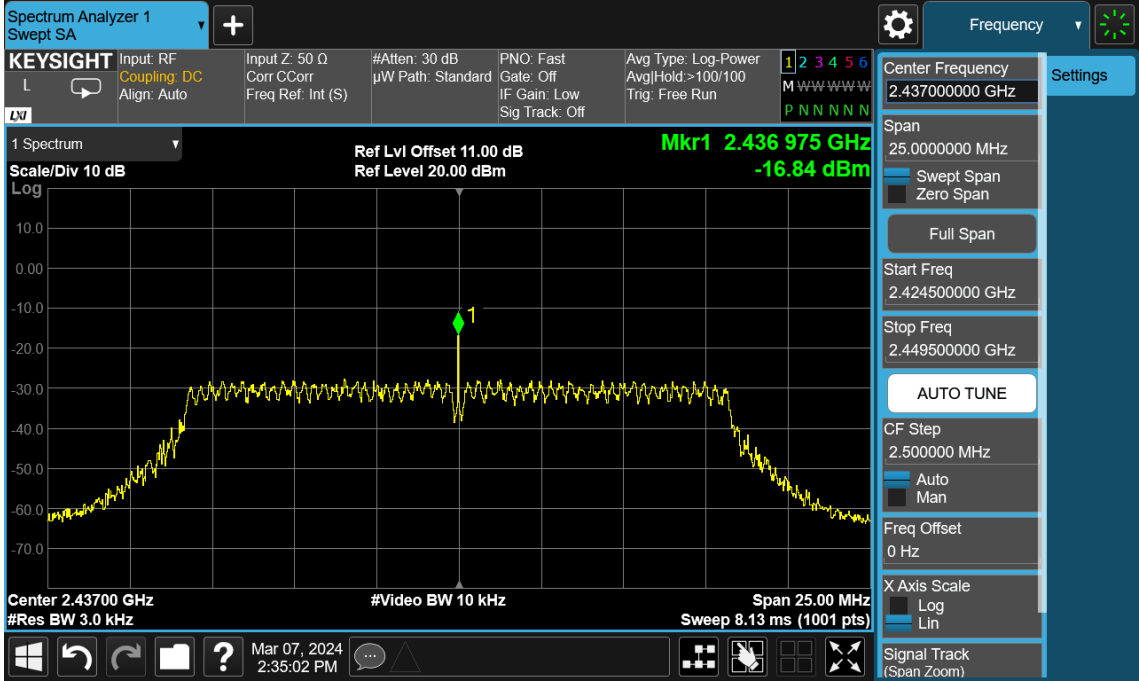 Spectrum Analyzer 1
Swept SA
+
Frequency
KEYSIGHT
L
LXI
Input: RF
Coupling: DC
Align: Auto
Input Z: 50 Ω
Corr CCorr
Freq Ref: Int (S)
#Atten: 30 dB
µW Path: Standard
PNO: Fast
Gate: Off
IF Gain: Low
Sig Track: Off
Avg Type: Log-Power
Avg|Hold:>100/100
Trig: Free Run
1 2 3 4 5 6
M W W W W W
P N N N N N
1 Spectrum
Scale/Div 10 dB
Log
Ref Lvl Offset 11.00 dB
Ref Level 20.00 dBm
Mkr1 2.436 975 GHz
-16.84 dBm
10.0
0.00
-10.0
-20.0
-30.0
-40.0
-50.0
-60.0
-70.0
1
Center 2.43700 GHz
#Res BW 3.0 kHz
#Video BW 10 kHz
Span 25.00 MHz
Sweep 8.13 ms (1001 pts)
?
Mar 07, 2024
2:35:02 PM
Center Frequency
2.437000000 GHz
Settings
Span
25.0000000 MHz
Swept Span
Zero Span
Full Span
Start Freq
2.424500000 GHz
Stop Freq
2.449500000 GHz
AUTO TUNE
CF Step
2.500000 MHz
Auto
Man
Freq Offset
0 Hz
X Axis Scale
Log
Lin
Signal Track
(Span Zoom)